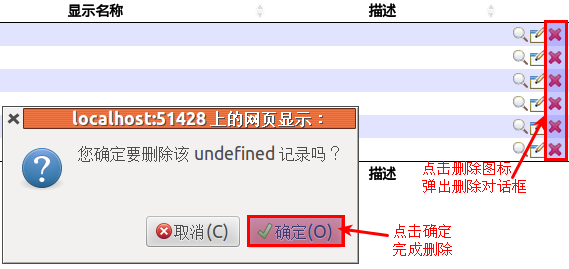 显示名称 描述
localhost:51428 上的网页显示：
您确定要删除该 undefined 记录吗？
取消(C) 确定(O)
描述
点击删除图标
弹出删除对话框
点击确定
完成删除